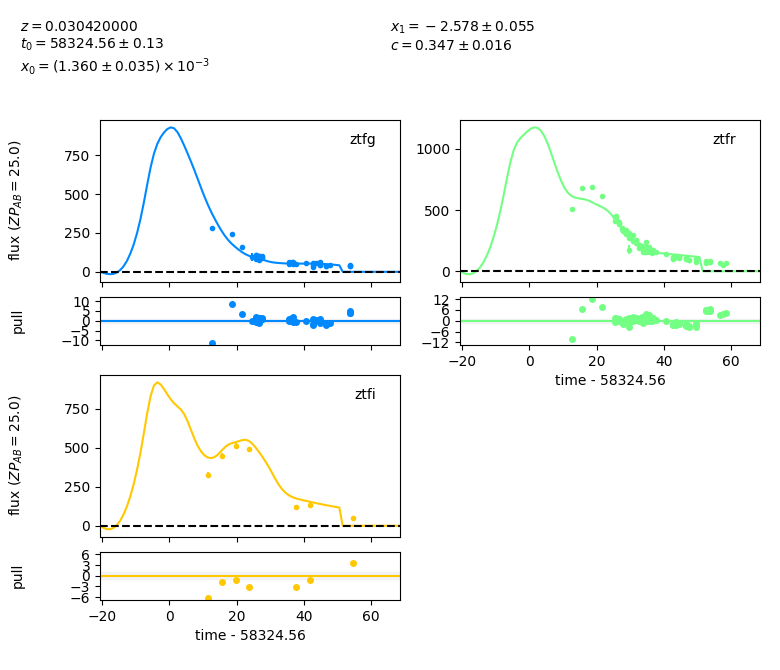 z = 0.030420000
t0 = 58324.56 ± 0.13
x0 = (1.360 ± 0.035) × 10^−3
x1 = −2.578 ± 0.055
c = 0.347 ± 0.016
ztfg
flux (ZP_AB = 25.0)
750
500
250
0
pull
10
5
0
−5
−10
ztfr
1000
500
0
12
6
0
−6
−12
−20 0 20 40 60
time - 58324.56
ztfi
flux (ZP_AB = 25.0)
750
500
250
0
pull
6
3
0
−3
−6
−20 0 20 40 60
time - 58324.56